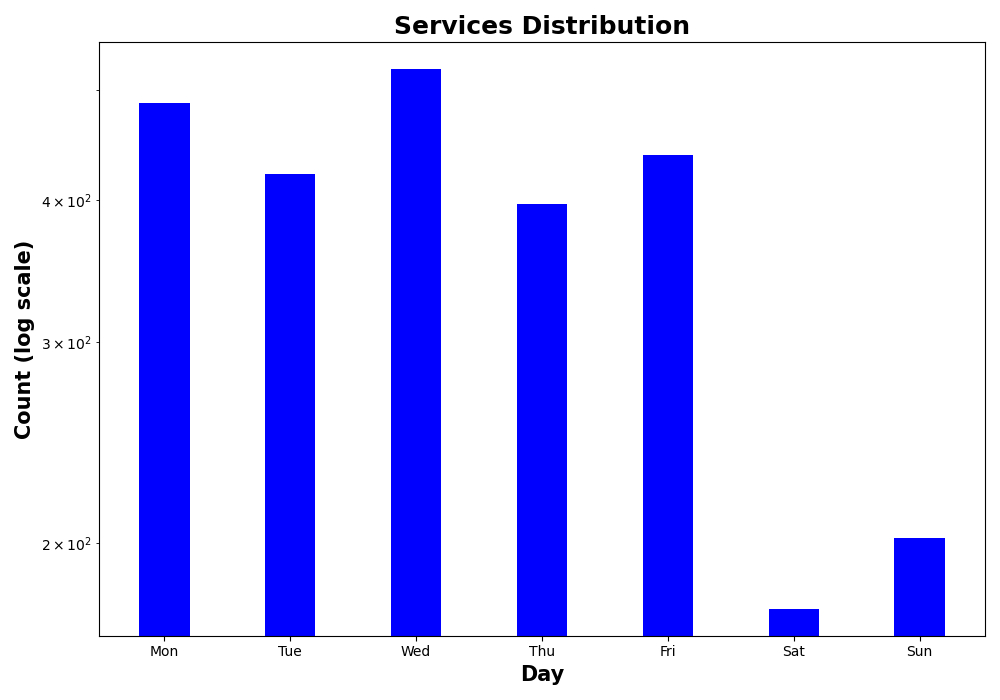 Services Distribution
Count (log scale)
4 × 10²
3 × 10²
2 × 10²
Mon Tue Wed Thu Fri Sat Sun
Day